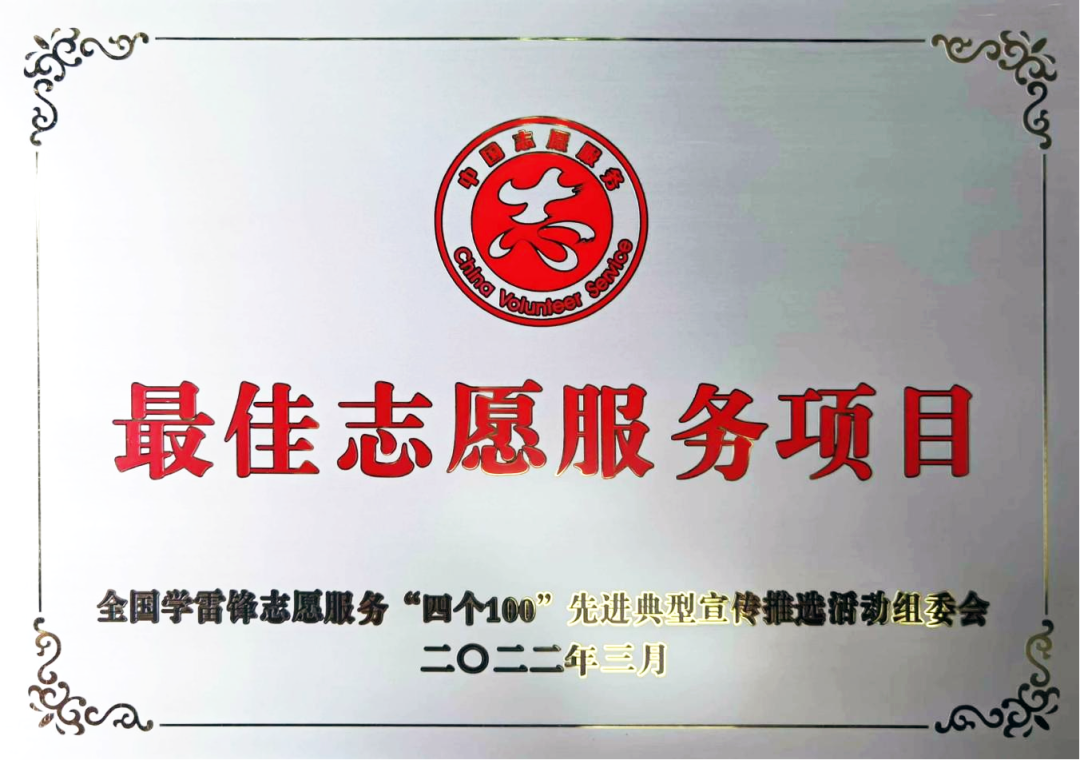 中国志愿服务
China Volunteer Service
最佳志愿服务项目
全国学雷锋志愿服务“四个100”先进典型宣传推选活动组委会
二〇二二年三月